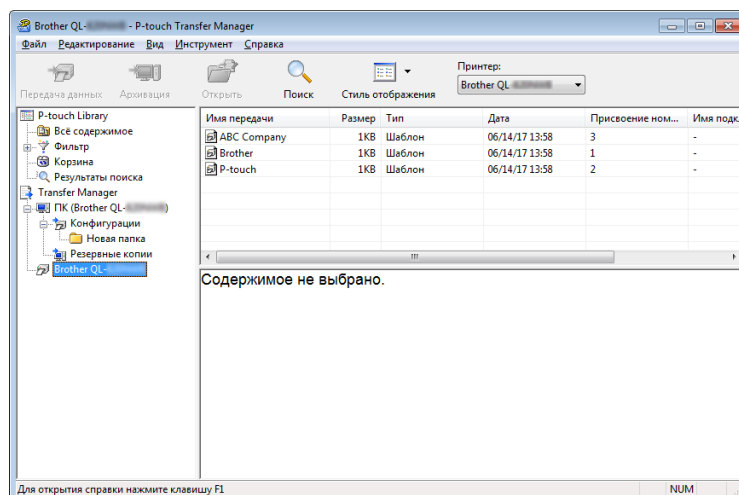 Brother QL- - P-touch Transfer Manager
Файл Редактирование Вид Инструмент Справка
Передача данных Архивация Открыть Поиск Стиль отображения
Принтер:
Brother QL
P-touch Library
Всё содержимое
Фильтр
Корзина
Результаты поиска
Transfer Manager
ПК (Brother QL- )
Конфигурации
Новая папка
Резервные копии
Brother QL-
Имя передачи Размер Тип Дата Присвоение ном... Имя подк
ABC Company 1KB Шаблон 06/14/17 13:58 3 -
Brother 1KB Шаблон 06/14/17 13:58 1 -
P-touch 1KB Шаблон 06/14/17 13:58 2 -
Содержимое не выбрано.
Для открытия справки нажмите клавишу F1
NUM